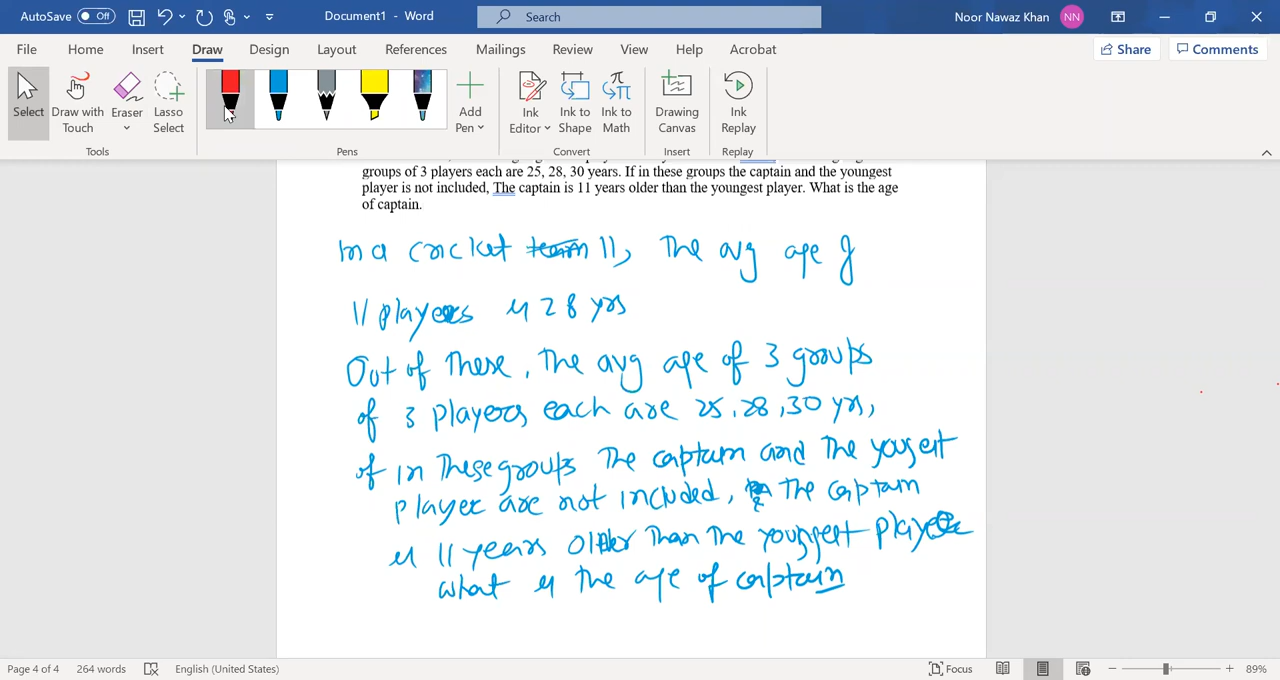 AutoSave Off Document1 - Word Search Noor Nawaz Khan NN
File Home Insert Draw Design Layout References Mailings Review View Help Acrobat Share Comments
Select Draw with Touch Eraser Lasso Select Add Pen Ink Editor Ink to Shape Ink to Math Drawing Canvas Ink Replay
Tools Pens Convert Insert Replay
groups of 3 players each are 25, 28, 30 years. If in these groups the captain and the youngest
player is not included, The captain is 11 years older than the youngest player. What is the age
of captain.
In a cricket team 11, The avg age of
11 players is 28 yrs
Out of these, the avg age of 3 groups
of 3 players each are 25, 28, 30 yrs,
if in these groups the captain and the yougest
player are not included, the captain
is 11 years older than the youngest player
what is the age of captain
Page 4 of 4 264 words English (United States) Focus 89%